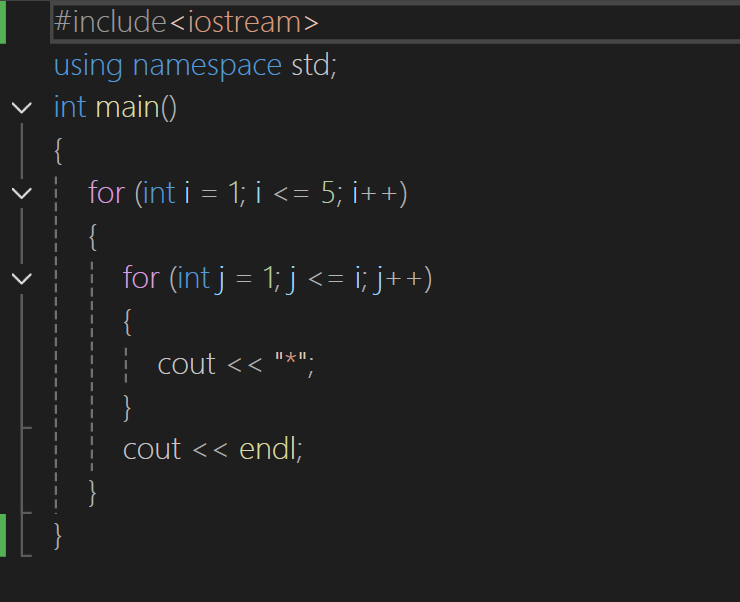 #include<iostream>
using namespace std;
int main()
{
for (int i = 1; i <= 5; i++)
{
for (int j = 1; j <= i; j++)
{
cout << "*";
}
cout << endl;
}
}